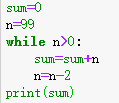 sum=0
n=99
while n>0:
    sum=sum+n
    n=n-2
print(sum)